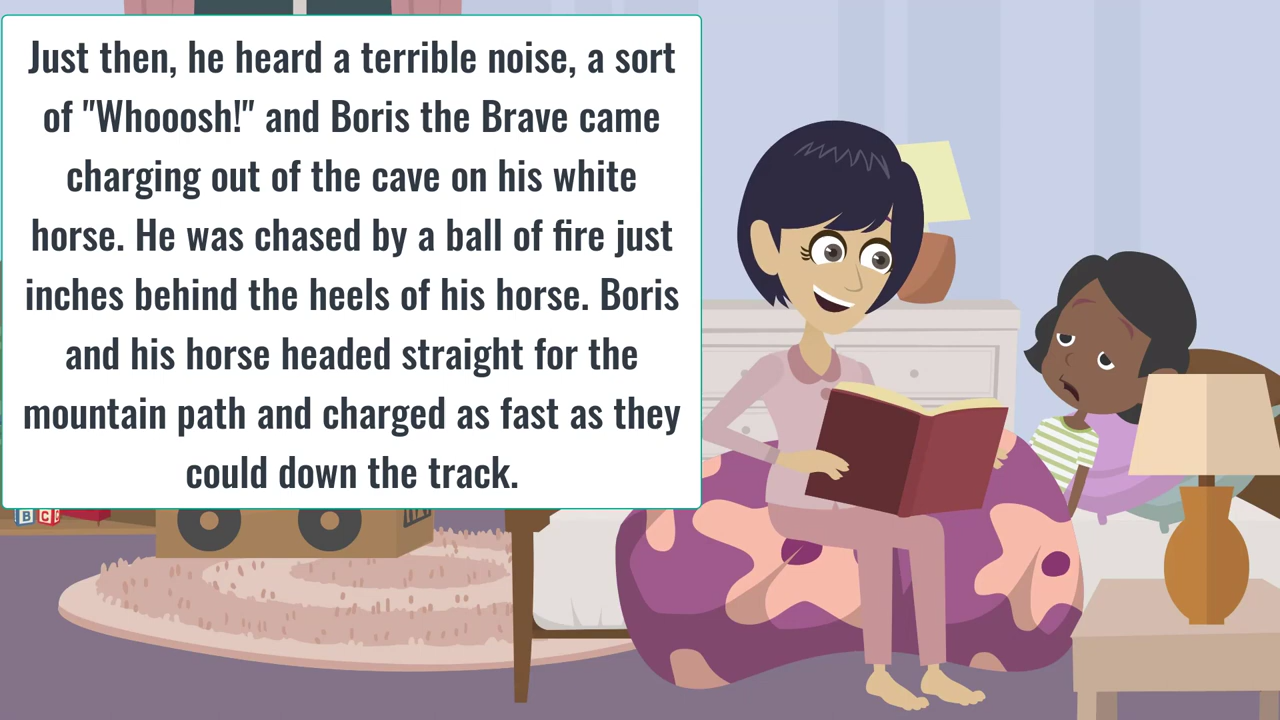 Just then, he heard a terrible noise, a sort
of "Whooosh!" and Boris the Brave came
charging out of the cave on his white
horse. He was chased by a ball of fire just
inches behind the heels of his horse. Boris
and his horse headed straight for the
mountain path and charged as fast as they
could down the track.
B C